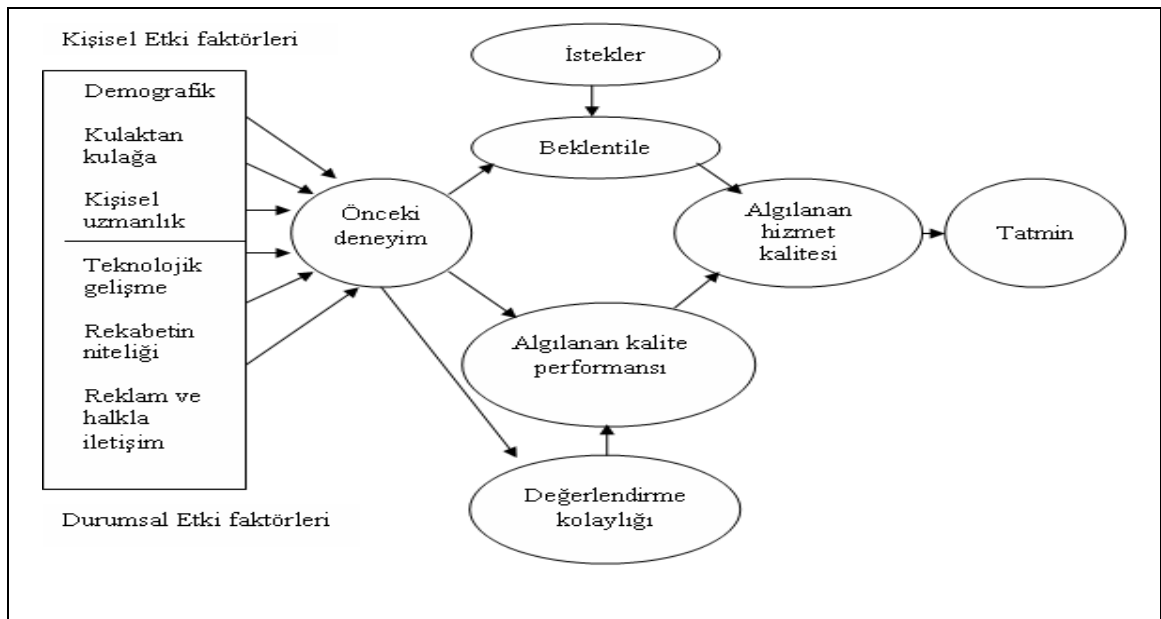 Kişisel Etki faktörleri
Demografik
Kulaktan
kulağa
Kişisel
uzmanlık
Teknolojik
gelişme
Rekabetin
niteliği
Reklam ve
halkla
iletişim
Durumsal Etki faktörleri
Önceki
deneyim
İstekler
Beklentile
Algılanan kalite
performansı
Değerlendirme
kolaylığı
Algılanan
hizmet
kalitesi
Tatmin